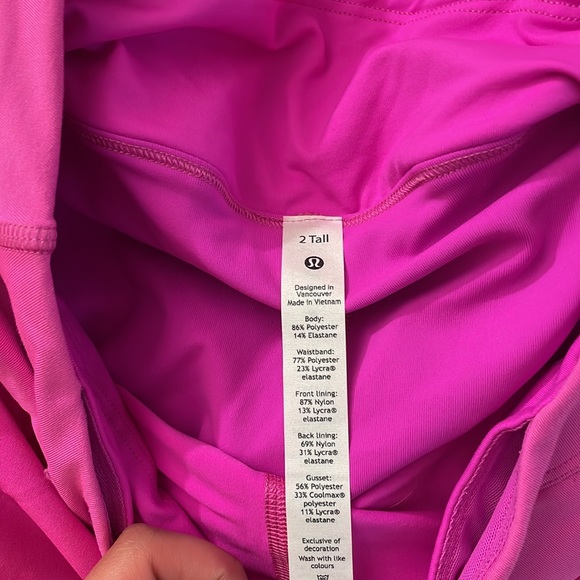 2 Tall
Designed in
Vancouver
Made in Vietnam
Body:
86% Polyester
14% Elastane
Waistband:
77% Polyester
23% Lycra®
elastane
Front lining:
87% Nylon
13% Lycra®
elastane
Back lining:
69% Nylon
31% Lycra®
elastane
Gusset:
56% Polyester
33% Coolmax®
polyester
11% Lycra®
elastane
Exclusive of
decoration
Wash with like
colours